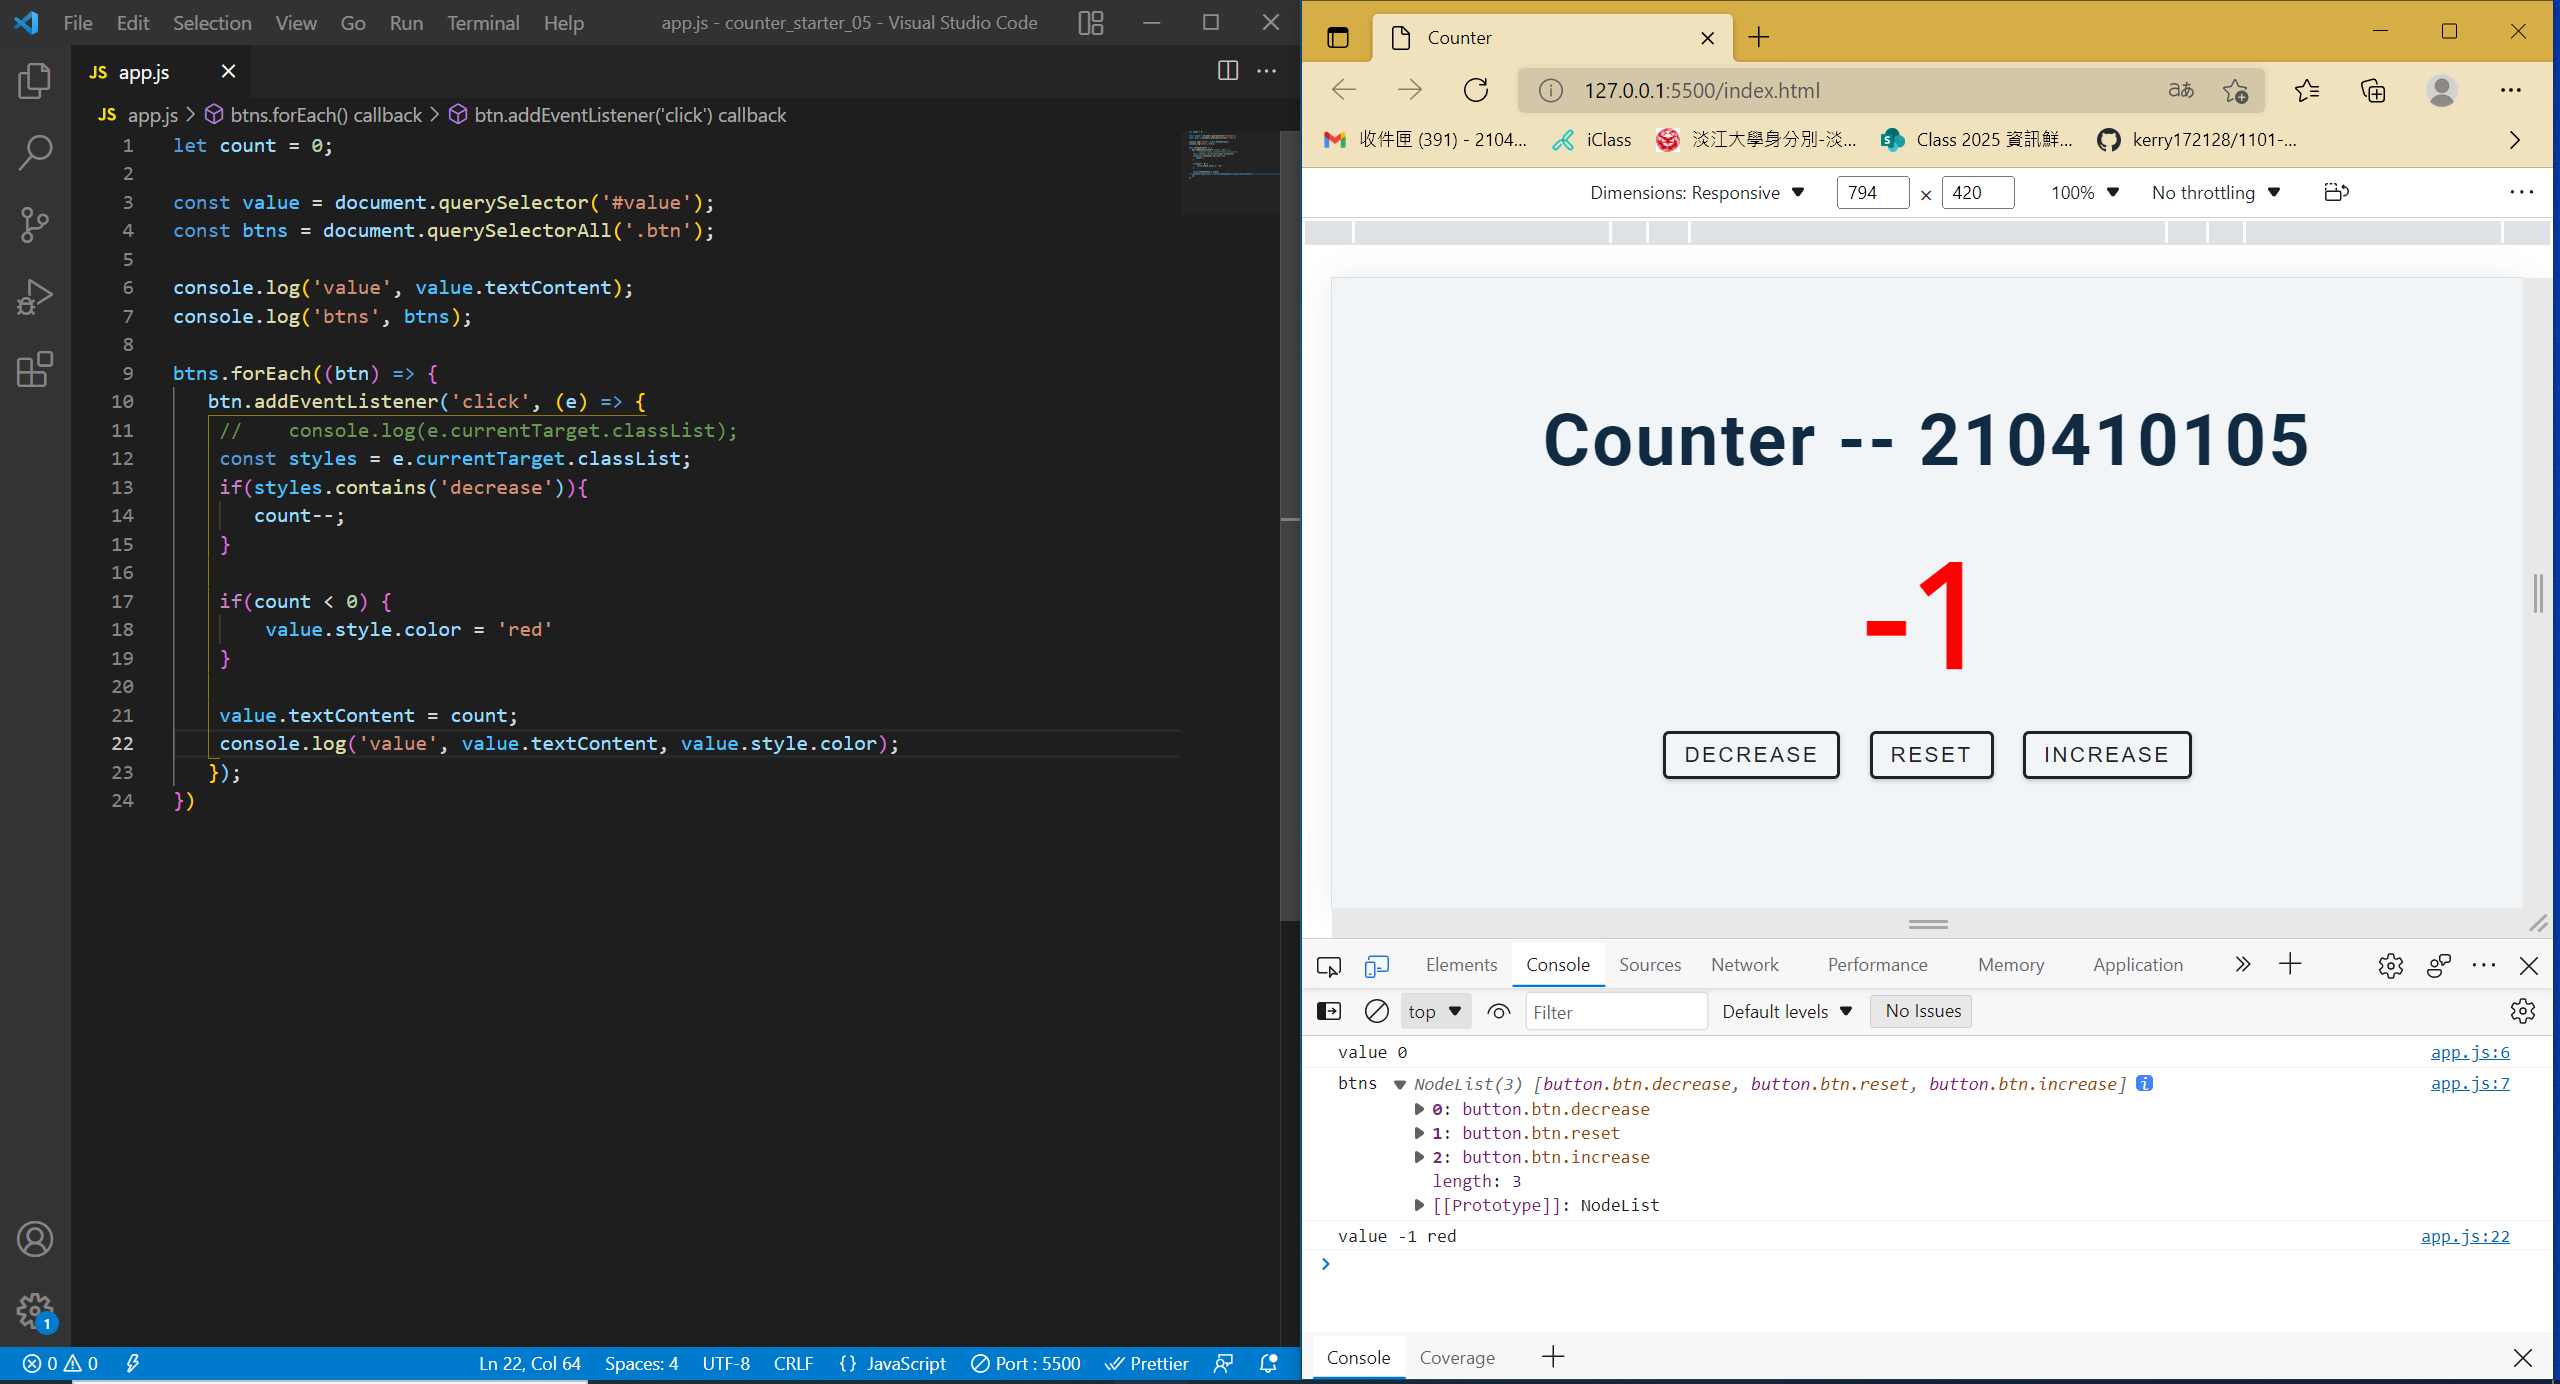 File Edit Selection View Go Run Terminal Help app.js - counter_starter_05 - Visual Studio Code
JS app.js
JS app.js > btns.forEach() callback > btn.addEventListener('click') callback
1 let count = 0;
2
3 const value = document.querySelector('#value');
4 const btns = document.querySelectorAll('.btn');
5
6 console.log('value', value.textContent);
7 console.log('btns', btns);
8
9 btns.forEach((btn) => {
10 btn.addEventListener('click', (e) => {
11 // console.log(e.currentTarget.classList);
12 const styles = e.currentTarget.classList;
13 if(styles.contains('decrease')){
14 count--;
15 }
16
17 if(count < 0) {
18 value.style.color = 'red'
19 }
20
21 value.textContent = count;
22 console.log('value', value.textContent, value.style.color);
23 });
24 })
1
0 0 Ln 22, Col 64 Spaces: 4 UTF-8 CRLF {} JavaScript Port : 5500 Prettier
Counter
127.0.0.1:5500/index.html aあ
收件匣 (391) - 2104... iClass 淡江大學身分別-淡... Class 2025 資訊鮮... kerry172128/1101-...
Dimensions: Responsive 794 × 420 100% No throttling
Counter -- 210410105
-1
DECREASE RESET INCREASE
Elements Console Sources Network Performance Memory Application
top Filter Default levels No Issues
value 0 app.js:6
btns NodeList(3) [button.btn.decrease, button.btn.reset, button.btn.increase] i app.js:7
0: button.btn.decrease
1: button.btn.reset
2: button.btn.increase
length: 3
[[Prototype]]: NodeList
value -1 red app.js:22
Console Coverage